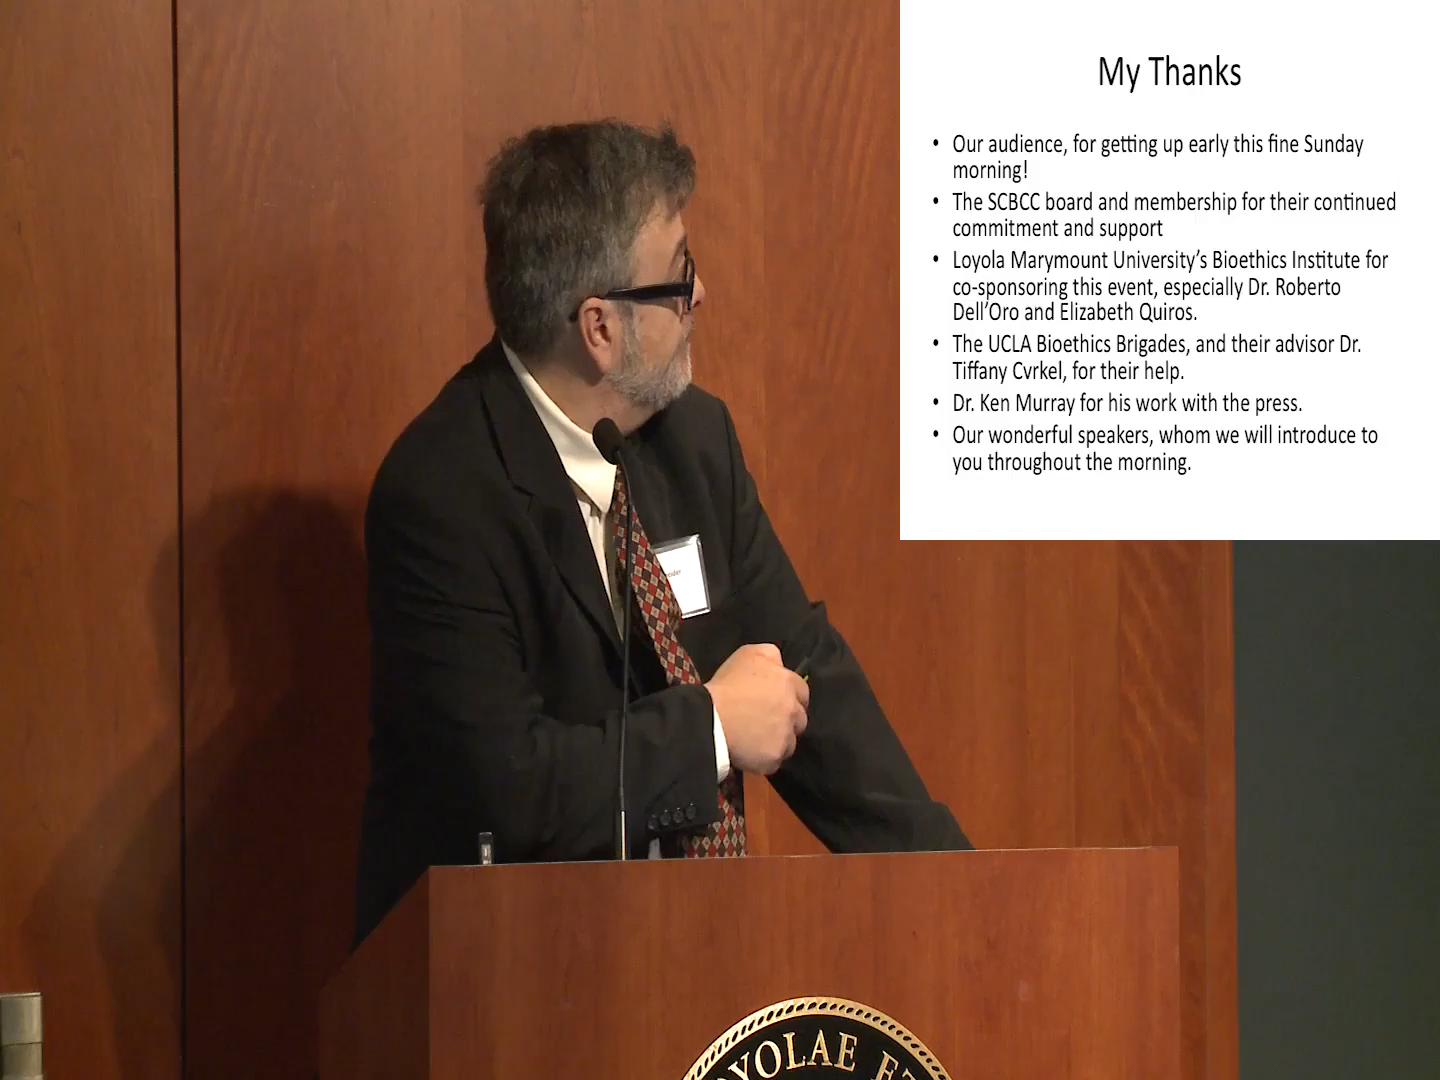 My Thanks
• Our audience, for getting up early this fine Sunday
morning!
• The SCBCC board and membership for their continued
commitment and support
• Loyola Marymount University’s Bioethics Institute for
co-sponsoring this event, especially Dr. Roberto
Dell’Oro and Elizabeth Quiros.
• The UCLA Bioethics Brigades, and their advisor Dr.
Tiffany Cvrkel, for their help.
• Dr. Ken Murray for his work with the press.
• Our wonderful speakers, whom we will introduce to
you throughout the morning.
YOLAE ET